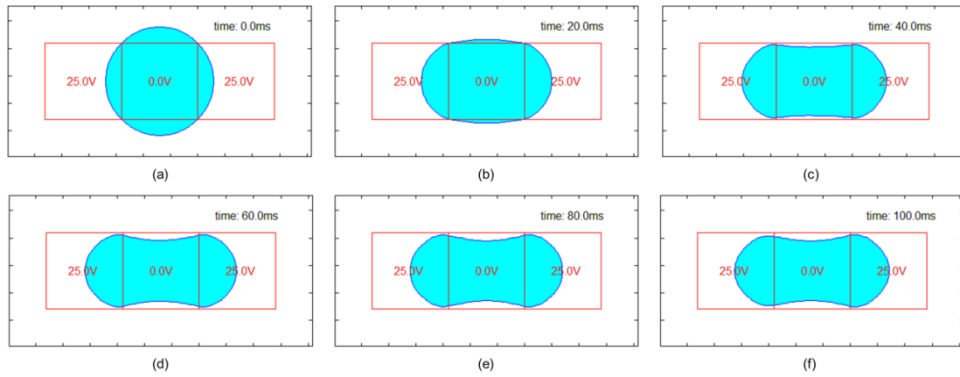 time: 0.0ms
25.0V 0.0V 25.0V
(a)
time: 20.0ms
25.0V 0.0V 25.0V
(b)
time: 40.0ms
25.0V 0.0V 25.0V
(c)
time: 60.0ms
25.0V 0.0V 25.0V
(d)
time: 80.0ms
25.0V 0.0V 25.0V
(e)
time: 100.0ms
25.0V 0.0V 25.0V
(f)